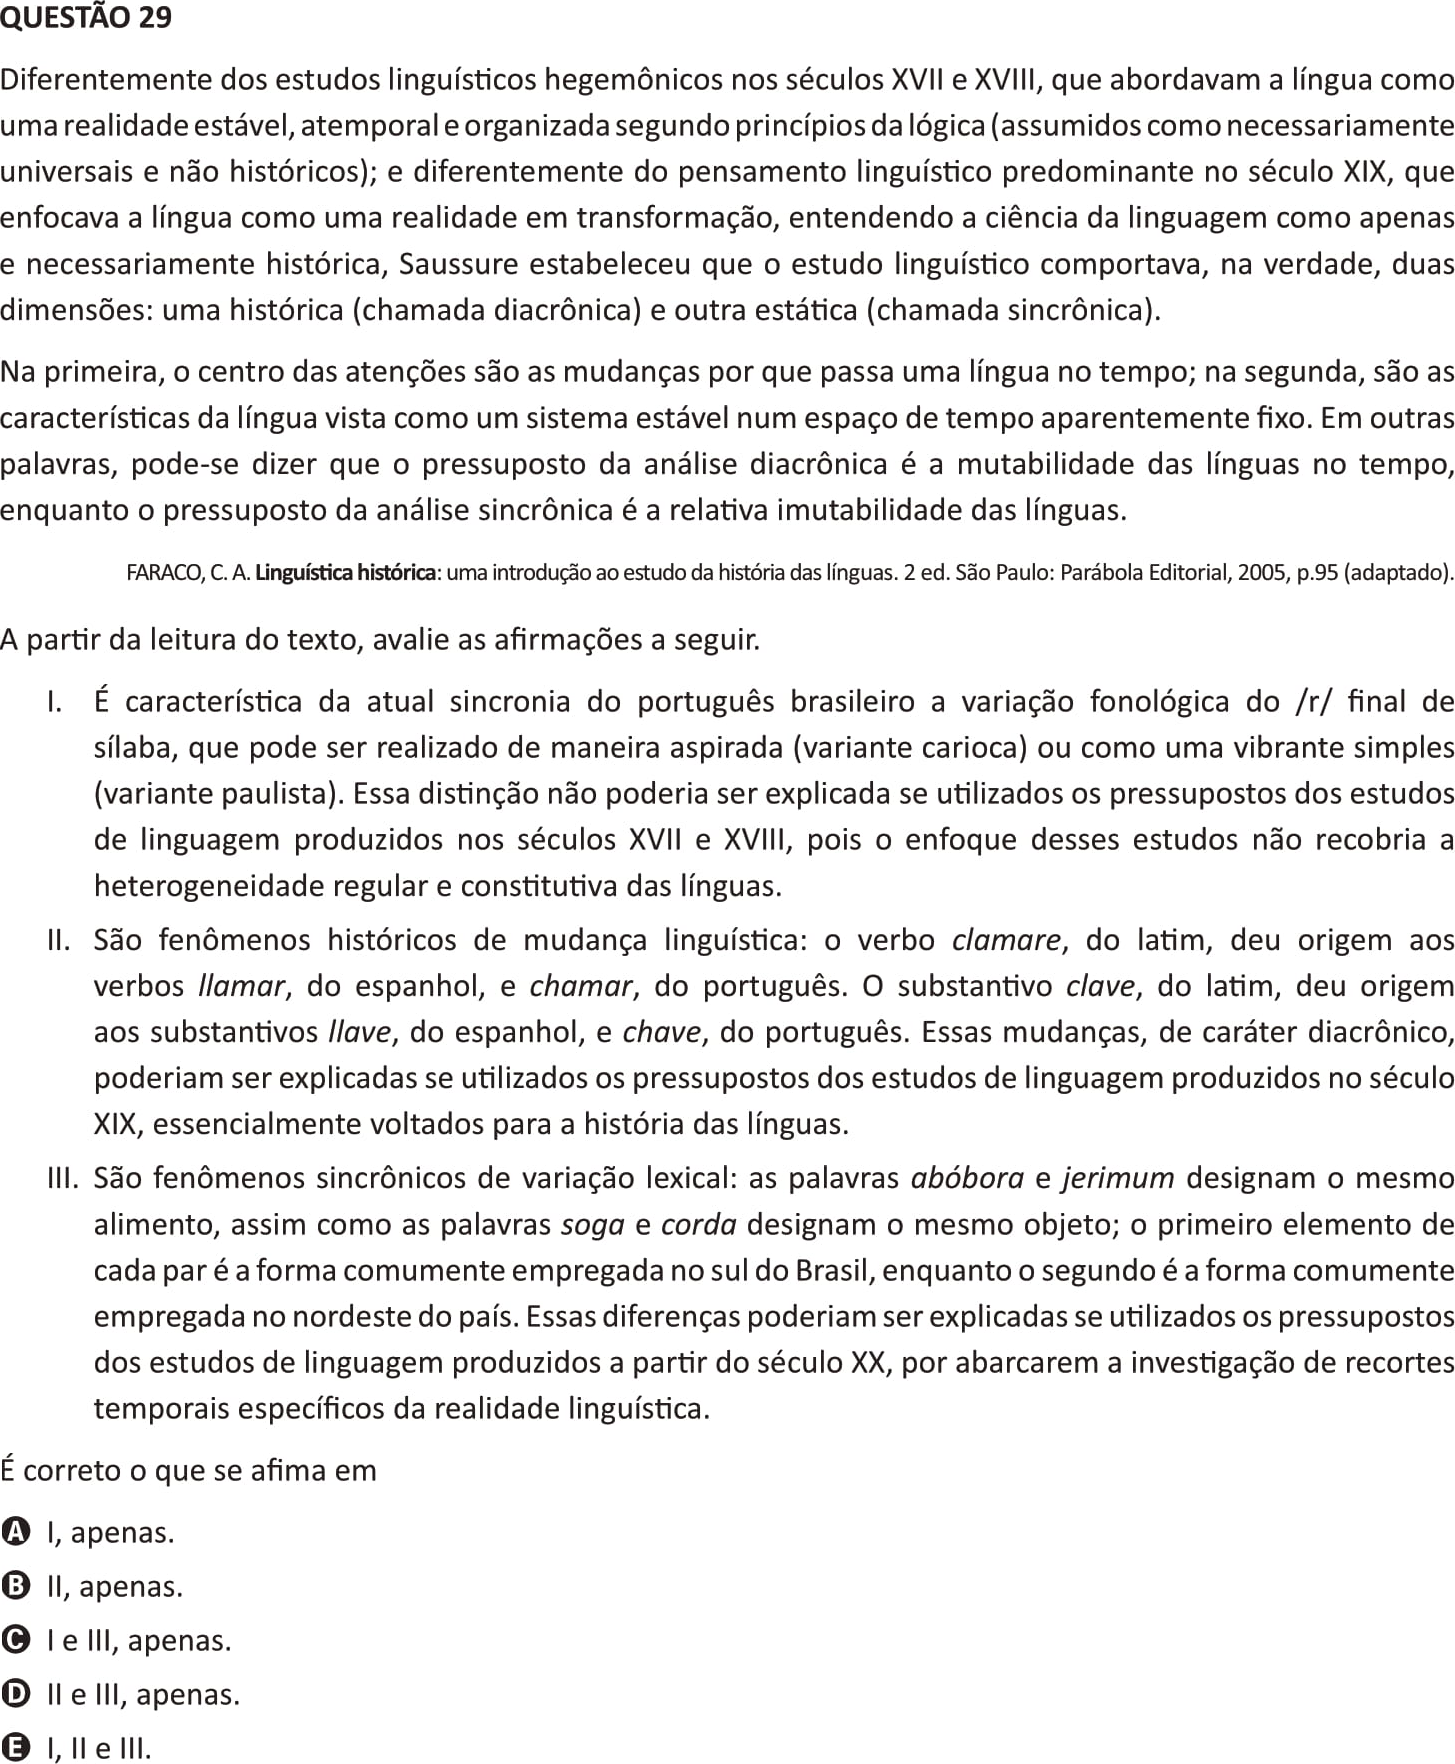 QUESTÃO 29
Diferentemente dos estudos linguísticos hegemônicos nos séculos XVII e XVIII, que abordavam a língua como
uma realidade estável, atemporal e organizada segundo princípios da lógica (assumidos como necessariamente
universais e não históricos); e diferentemente do pensamento linguístico predominante no século XIX, que
enfocava a língua como uma realidade em transformação, entendendo a ciência da linguagem como apenas
e necessariamente histórica, Saussure estabeleceu que o estudo linguístico comportava, na verdade, duas
dimensões: uma histórica (chamada diacrônica) e outra estática (chamada sincrônica).
Na primeira, o centro das atenções são as mudanças por que passa uma língua no tempo; na segunda, são as
características da língua vista como um sistema estável num espaço de tempo aparentemente fixo. Em outras
palavras, pode-se dizer que o pressuposto da análise diacrônica é a mutabilidade das línguas no tempo,
enquanto o pressuposto da análise sincrônica é a relativa imutabilidade das línguas.
FARACO, C. A. Linguística histórica: uma introdução ao estudo da história das línguas. 2 ed. São Paulo: Parábola Editorial, 2005, p.95 (adaptado).
A partir da leitura do texto, avalie as afirmações a seguir.
I. É característica da atual sincronia do português brasileiro a variação fonológica do /r/ final de
sílaba, que pode ser realizado de maneira aspirada (variante carioca) ou como uma vibrante simples
(variante paulista). Essa distinção não poderia ser explicada se utilizados os pressupostos dos estudos
de linguagem produzidos nos séculos XVII e XVIII, pois o enfoque desses estudos não recobria a
heterogeneidade regular e constitutiva das línguas.
II. São fenômenos históricos de mudança linguística: o verbo clamare, do latim, deu origem aos
verbos llamar, do espanhol, e chamar, do português. O substantivo clave, do latim, deu origem
aos substantivos llave, do espanhol, e chave, do português. Essas mudanças, de caráter diacrônico,
poderiam ser explicadas se utilizados os pressupostos dos estudos de linguagem produzidos no século
XIX, essencialmente voltados para a história das línguas.
III. São fenômenos sincrônicos de variação lexical: as palavras abóbora e jerimum designam o mesmo
alimento, assim como as palavras soga e corda designam o mesmo objeto; o primeiro elemento de
cada par é a forma comumente empregada no sul do Brasil, enquanto o segundo é a forma comumente
empregada no nordeste do país. Essas diferenças poderiam ser explicadas se utilizados os pressupostos
dos estudos de linguagem produzidos a partir do século XX, por abarcarem a investigação de recortes
temporais específicos da realidade linguística.
É correto o que se afima em
A I, apenas.
B II, apenas.
C I e III, apenas.
D II e III, apenas.
E I, II e III.